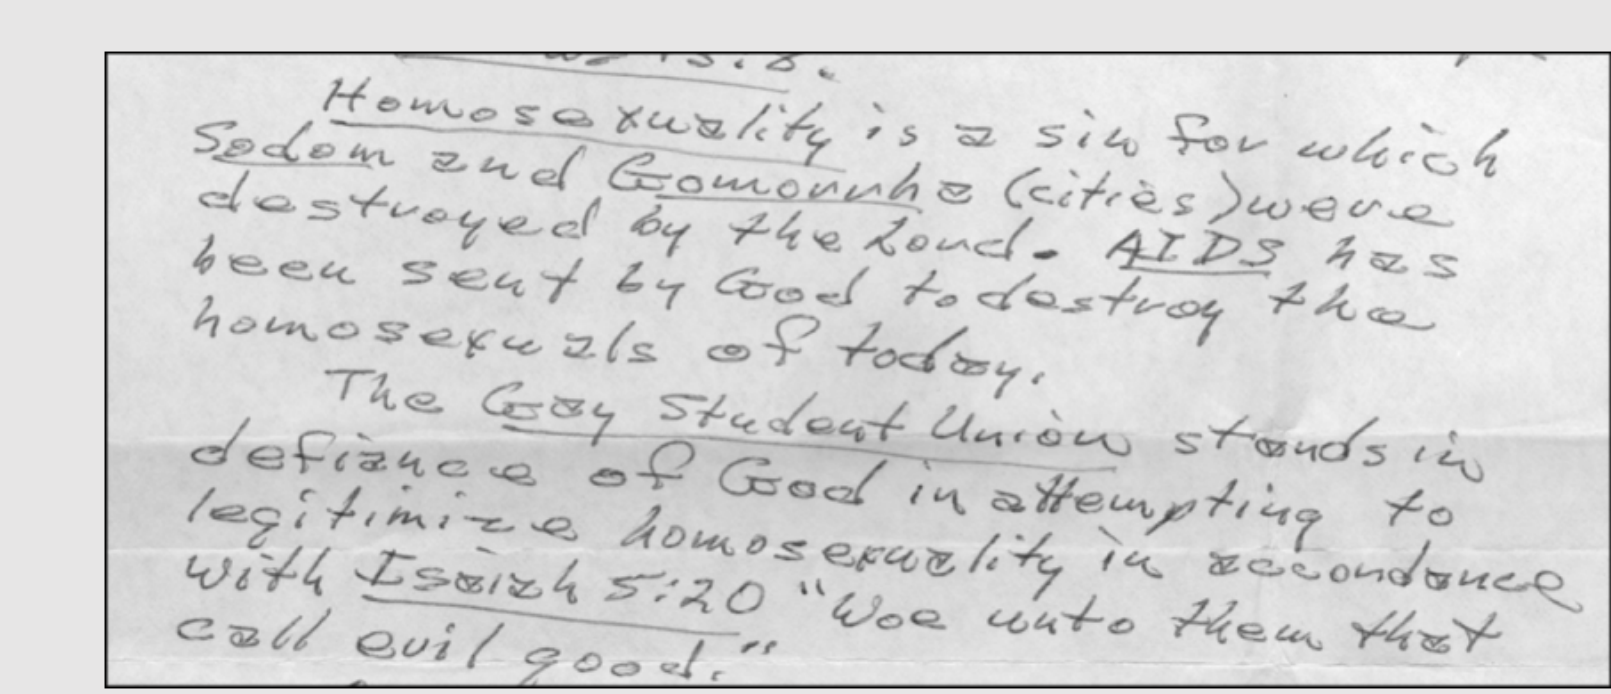 Homosexuality is a sin for which
Sodom and Gomorrha (cities) were
destroyed by the Lord. AIDS has
been sent by God to destroy the
homosexuals of today.
The Gay Student Union stands in
defiance of God in attempting to
legitimize homosexuality in accordance
with Isaiah 5:20 "Woe unto them that
call evil good."